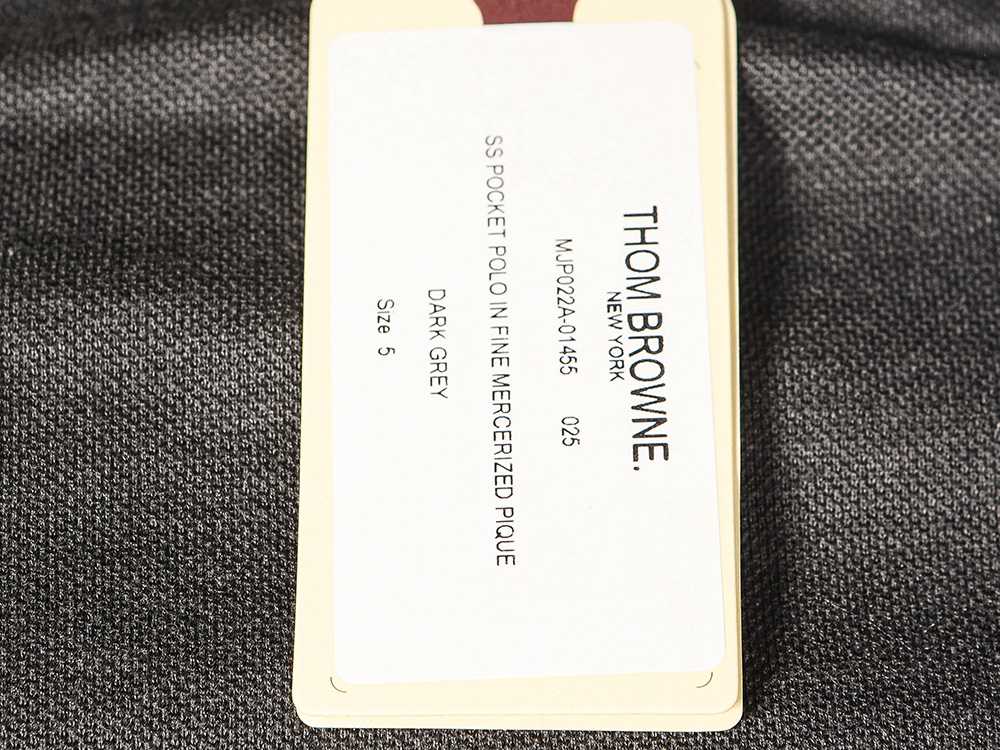 THOM BROWNE.
NEW YORK
MJP022A-01455 025
SS POCKET POLO IN FINE MERCERIZED PIQUE
DARK GREY
Size 5